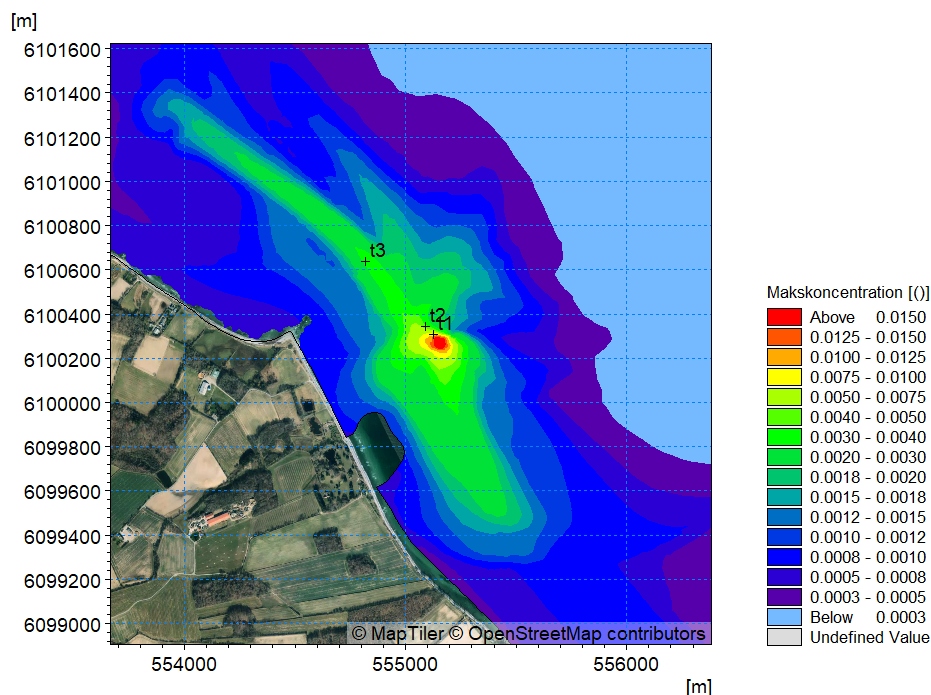 [m]
6101600
6101400
6101200
6101000
6100800
6100600
6100400
6100200
6100000
6099800
6099600
6099400
6099200
6099000
t3
t2
t1
© MapTiler © OpenStreetMap contributors
554000 555000 556000
[m]
Makskoncentration [()]
Above 0.0150
0.0125 - 0.0150
0.0100 - 0.0125
0.0075 - 0.0100
0.0050 - 0.0075
0.0040 - 0.0050
0.0030 - 0.0040
0.0020 - 0.0030
0.0018 - 0.0020
0.0015 - 0.0018
0.0012 - 0.0015
0.0010 - 0.0012
0.0008 - 0.0010
0.0005 - 0.0008
0.0003 - 0.0005
Below 0.0003
Undefined Value